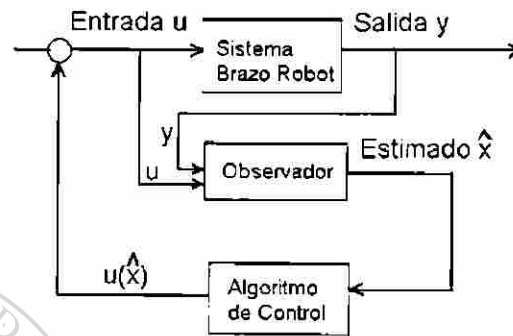 Entrada u
Salida y
Sistema
Brazo Robot
y
u
Observador
Estimado x̂
u(x̂)
Algoritmo
de Control